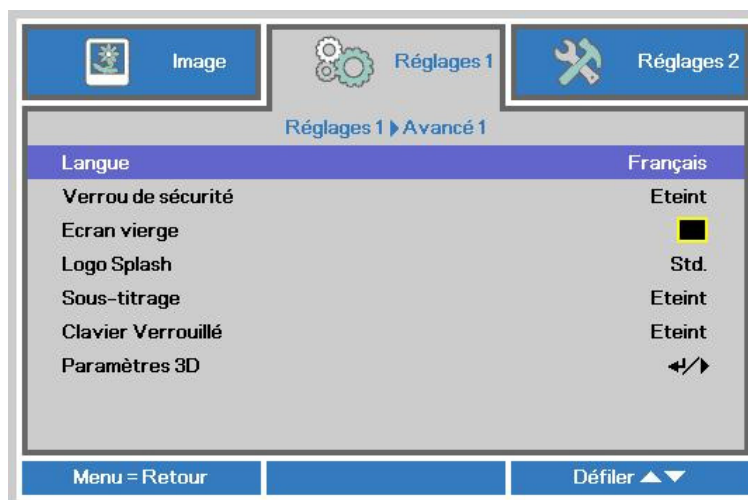 Image
Réglages 1
Réglages 2
Réglages 1 Avancé 1
Langue Français
Verrou de sécurité Eteint
Ecran vierge
Logo Splash Std.
Sous-titrage Eteint
Clavier Verrouillé Eteint
Paramètres 3D
Menu = Retour
Défiler